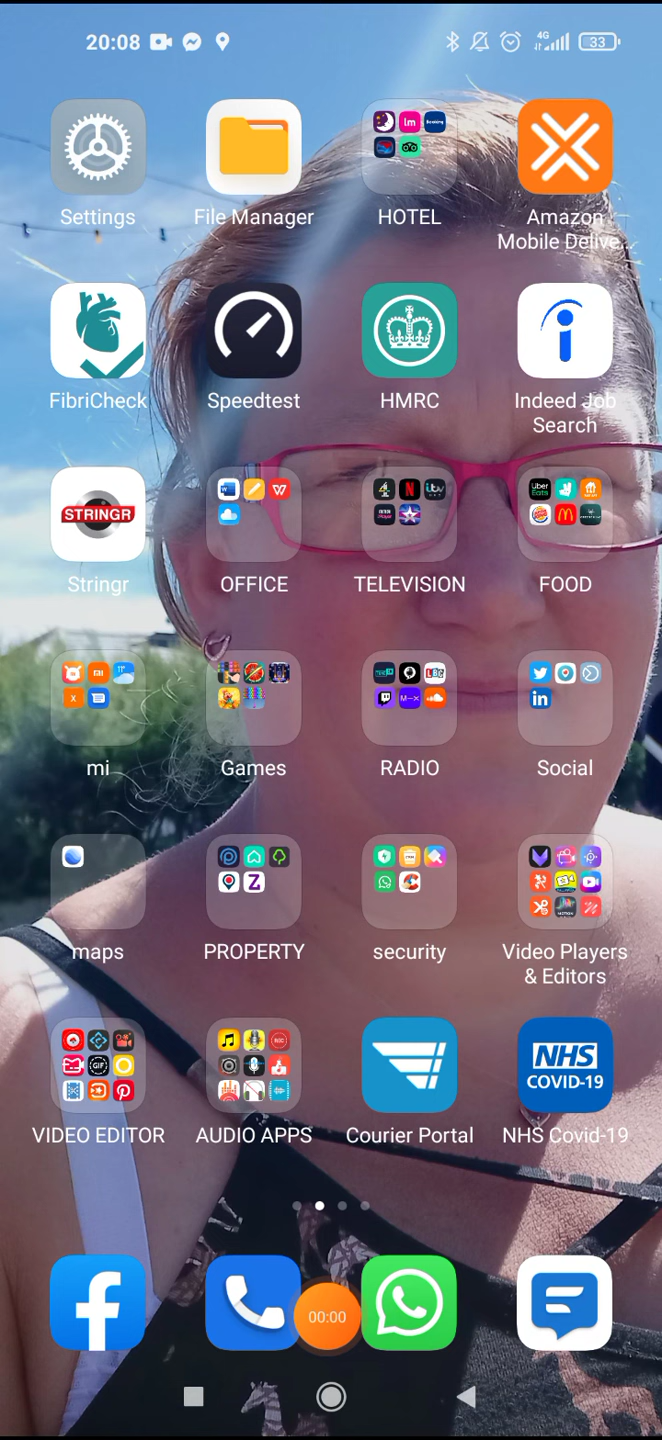 20:08
4G
33
Settings
File Manager
HOTEL
Amazon
Mobile Delive...
FibriCheck
Speedtest
HMRC
Indeed Job
Search
STRINGR
Stringr
OFFICE
TELEVISION
FOOD
mi
Games
RADIO
Social
maps
PROPERTY
security
Video Players
& Editors
NHS
COVID-19
VIDEO EDITOR
AUDIO APPS
Courier Portal
NHS Covid-19
00:00